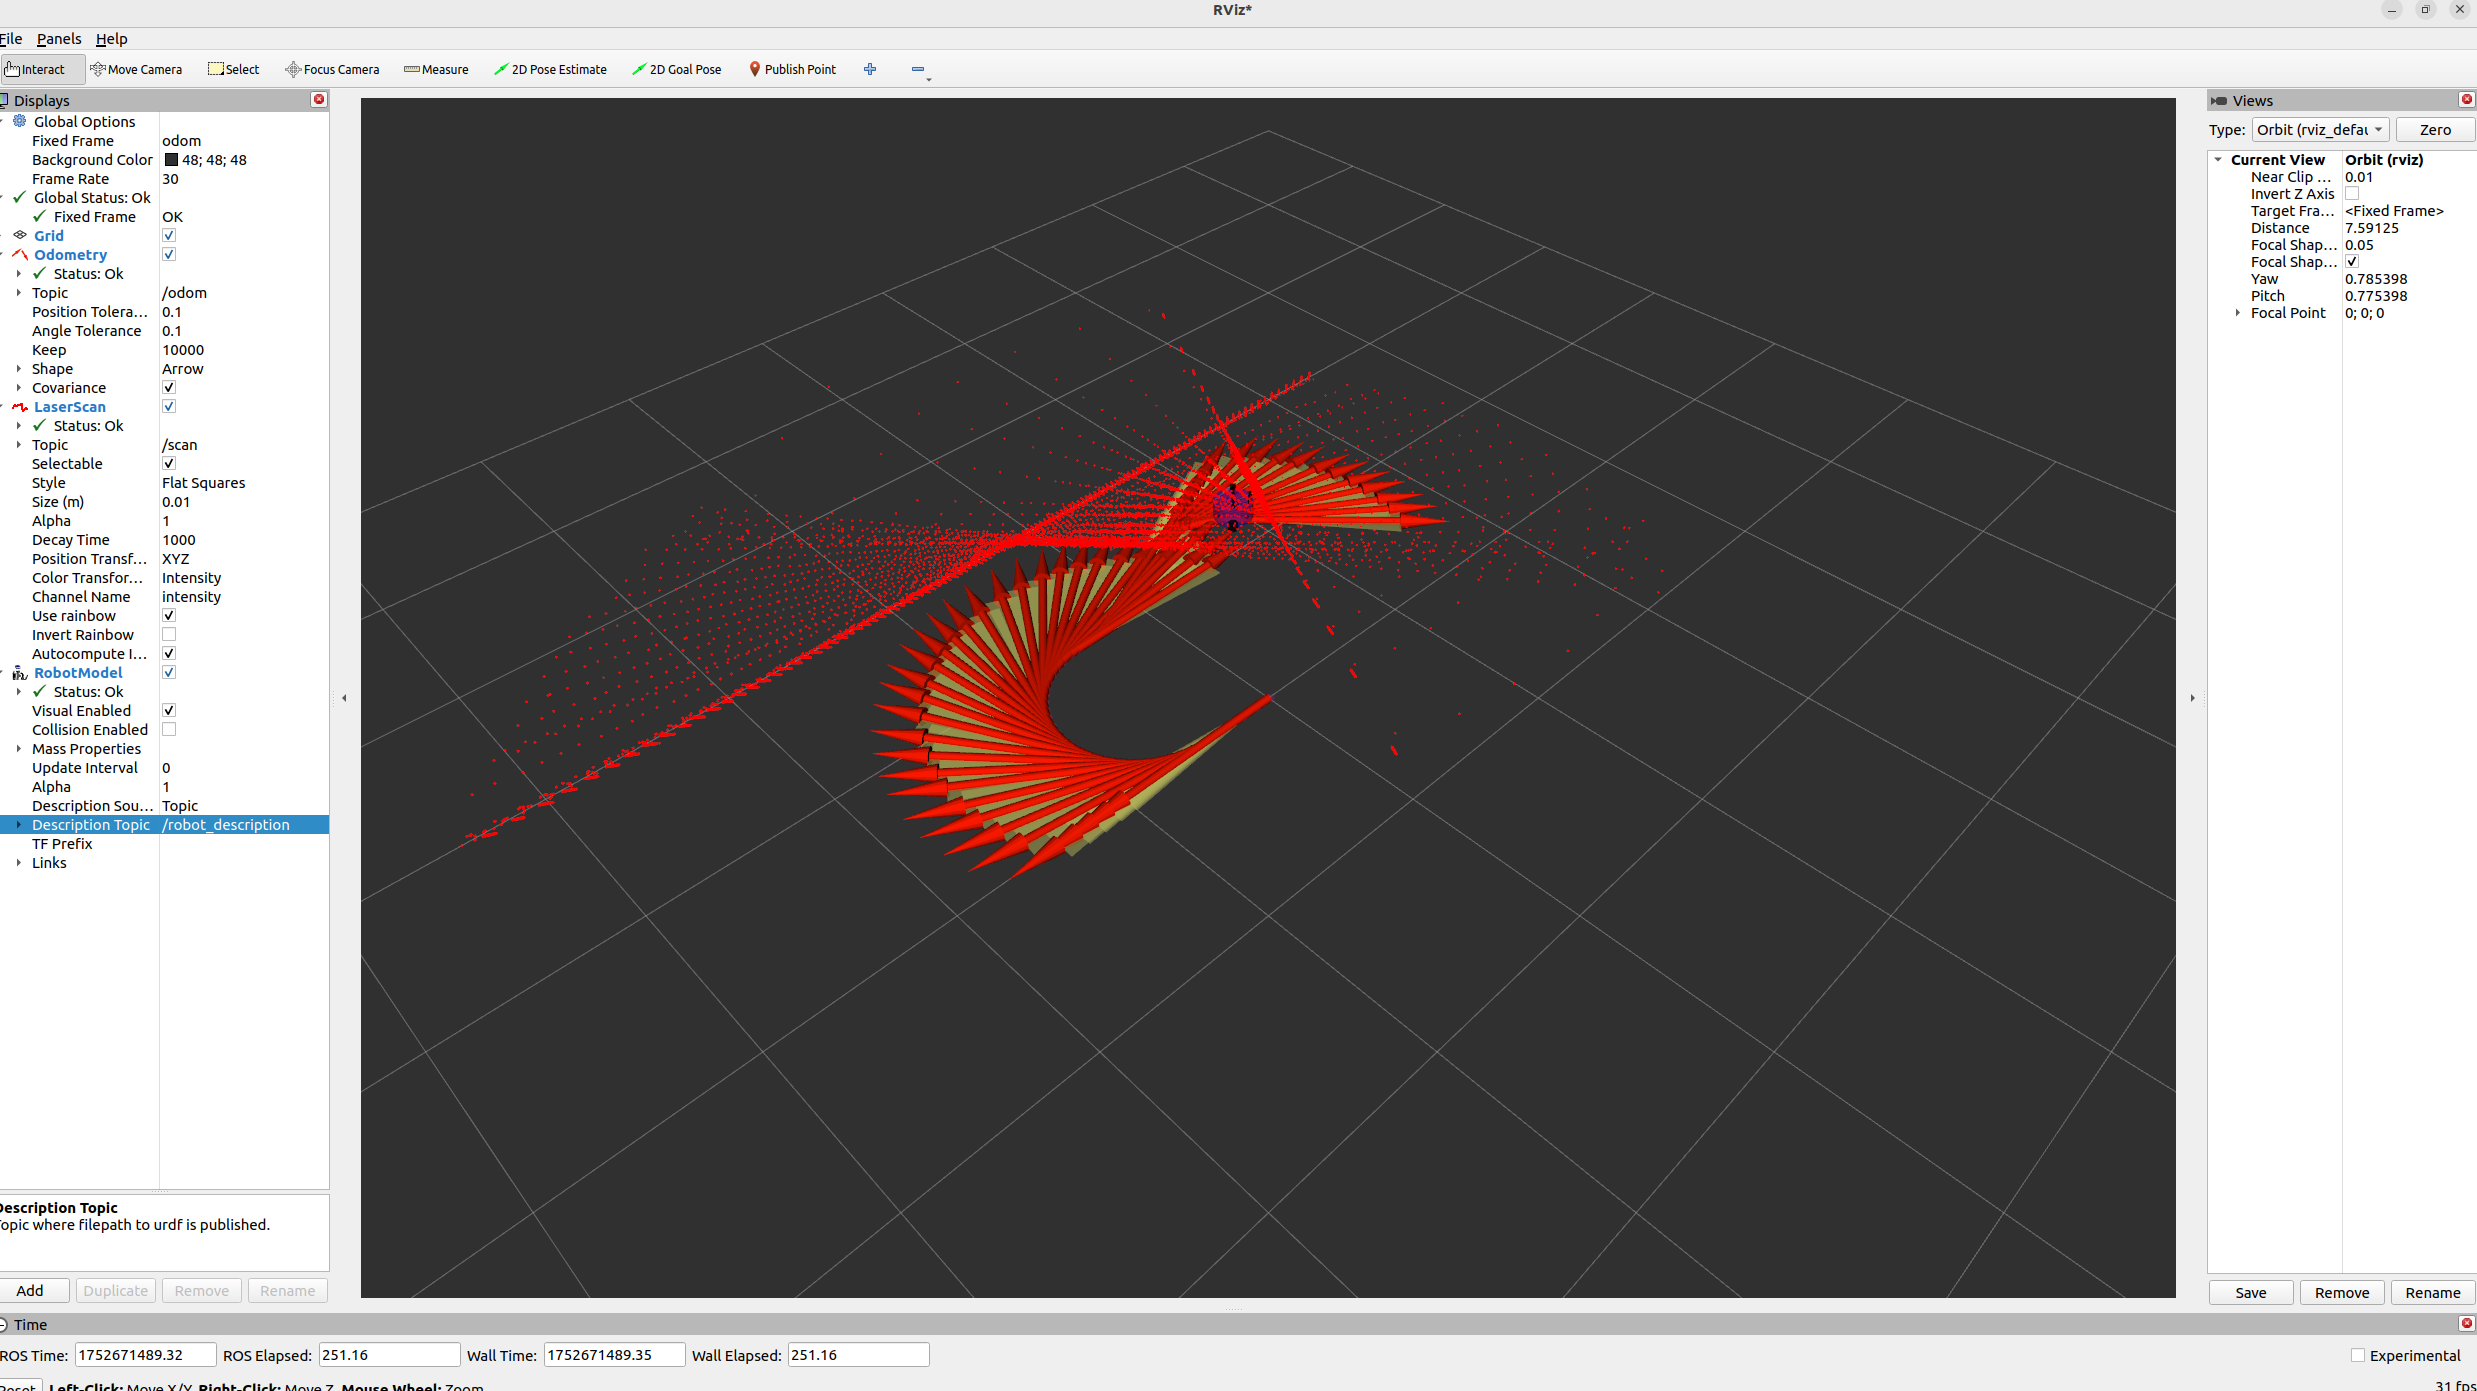 RViz*
File Panels Help
Interact Move Camera Select Focus Camera Measure 2D Pose Estimate 2D Goal Pose Publish Point
Displays
Global Options
Fixed Frame odom
Background Color 48; 48; 48
Frame Rate 30
Global Status: Ok
Fixed Frame OK
Grid
Odometry
Status: Ok
Topic /odom
Position Tolera... 0.1
Angle Tolerance 0.1
Keep 10000
Shape Arrow
Covariance
LaserScan
Status: Ok
Topic /scan
Selectable
Style Flat Squares
Size (m) 0.01
Alpha 1
Decay Time 1000
Position Transf... XYZ
Color Transfor... Intensity
Channel Name intensity
Use rainbow
Invert Rainbow
Autocompute I...
RobotModel
Status: Ok
Visual Enabled
Collision Enabled
Mass Properties
Update Interval 0
Alpha 1
Description Sou... Topic
Description Topic /robot_description
TF Prefix
Links
Description Topic
Topic where filepath to urdf is published.
Add Duplicate Remove Rename
Views
Type: Orbit (rviz_defau Zero
Current View Orbit (rviz)
Near Clip ... 0.01
Invert Z Axis
Target Fra... <Fixed Frame>
Distance 7.59125
Focal Shap... 0.05
Focal Shap...
Yaw 0.785398
Pitch 0.775398
Focal Point 0; 0; 0
Save Remove Rename
Time
ROS Time: 1752671489.32 ROS Elapsed: 251.16 Wall Time: 1752671489.35 Wall Elapsed: 251.16 Experimental
Reset Left-Click: Move X/Y. Right-Click: Move Z. Mouse Wheel: Zoom. 31 fps